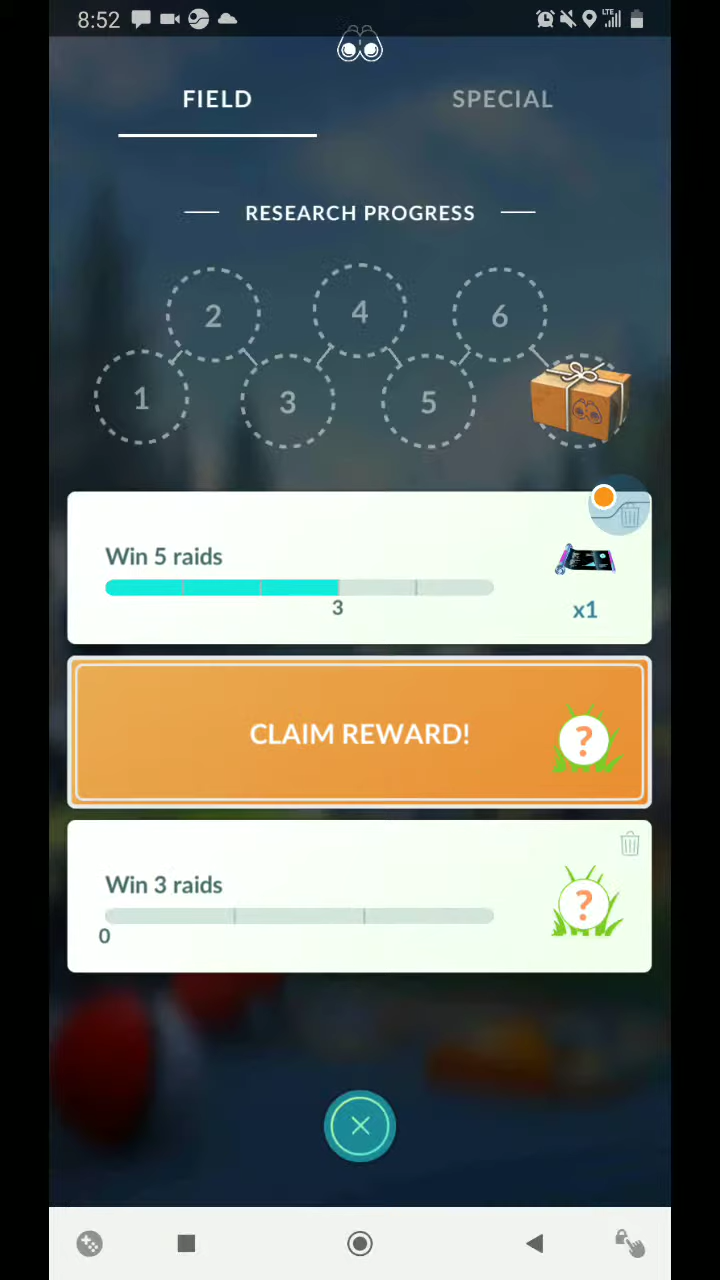 8:52
LTE
FIELD
SPECIAL
RESEARCH PROGRESS
2
4
6
1
3
5
Win 5 raids
3
x1
CLAIM REWARD!
?
Win 3 raids
0
?